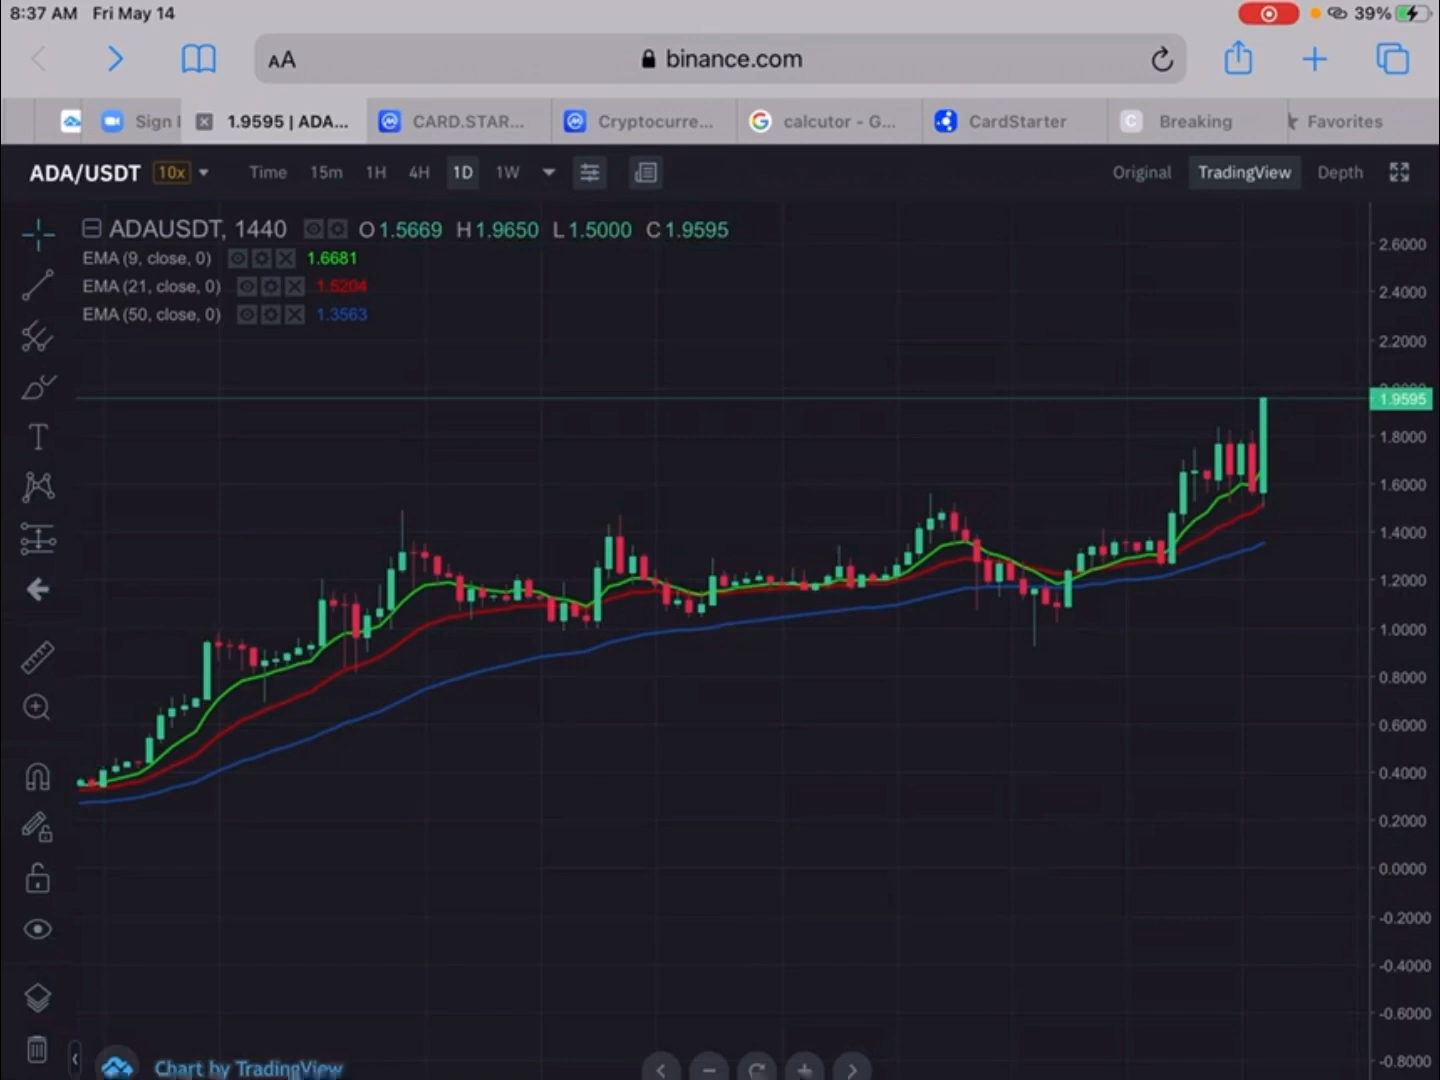 8:37 AM Fri May 14
39%
AA binance.com
Sign I 1.9595 | ADA... CARD.STAR... Cryptocurre... calcutor - G... CardStarter C Breaking Favorites
ADA/USDT 10x Time 15m 1H 4H 1D 1W Original TradingView Depth
ADAUSDT, 1440 O 1.5669 H 1.9650 L 1.5000 C 1.9595
EMA (9, close, 0) 1.6681
EMA (21, close, 0) 1.5204
EMA (50, close, 0) 1.3563
2.6000
2.4000
2.2000
1.9595
1.8000
1.6000
1.4000
1.2000
1.0000
0.8000
0.6000
0.4000
0.2000
0.0000
-0.2000
-0.4000
-0.6000
-0.8000
Chart by TradingView